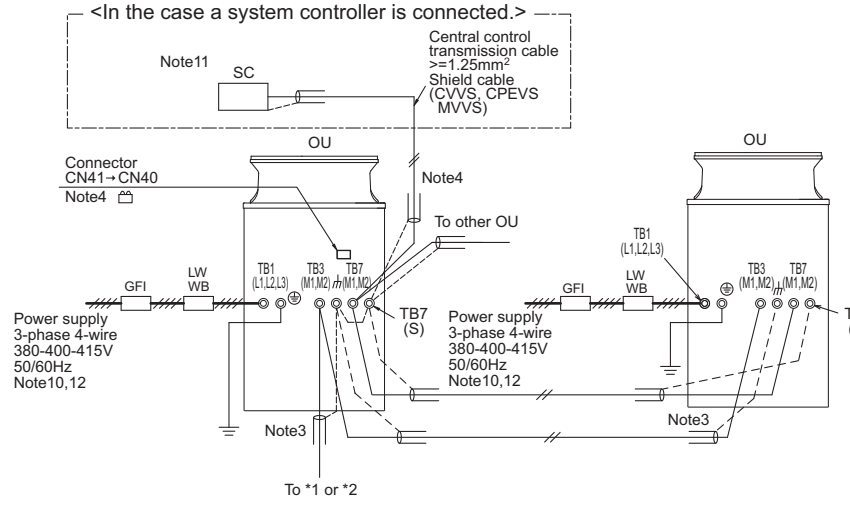 <In the case a system controller is connected.>
Note11
SC
Central control
transmission cable
>=1.25mm²
Shield cable
(CVVS, CPEVS
MVVS)
OU
Connector
CN41→CN40
Note4
Note4
To other OU
TB1
(L1,L2,L3)
TB3
(M1,M2)
TB7
(M1,M2)
GFI
LW
WB
TB7
(S)
Power supply
3-phase 4-wire
380-400-415V
50/60Hz
Note10,12
Note3
To *1 or *2
OU
TB1
(L1,L2,L3)
TB3
(M1,M2)
TB7
(M1,M2)
GFI
LW
WB
Power supply
3-phase 4-wire
380-400-415V
50/60Hz
Note10,12
Note3